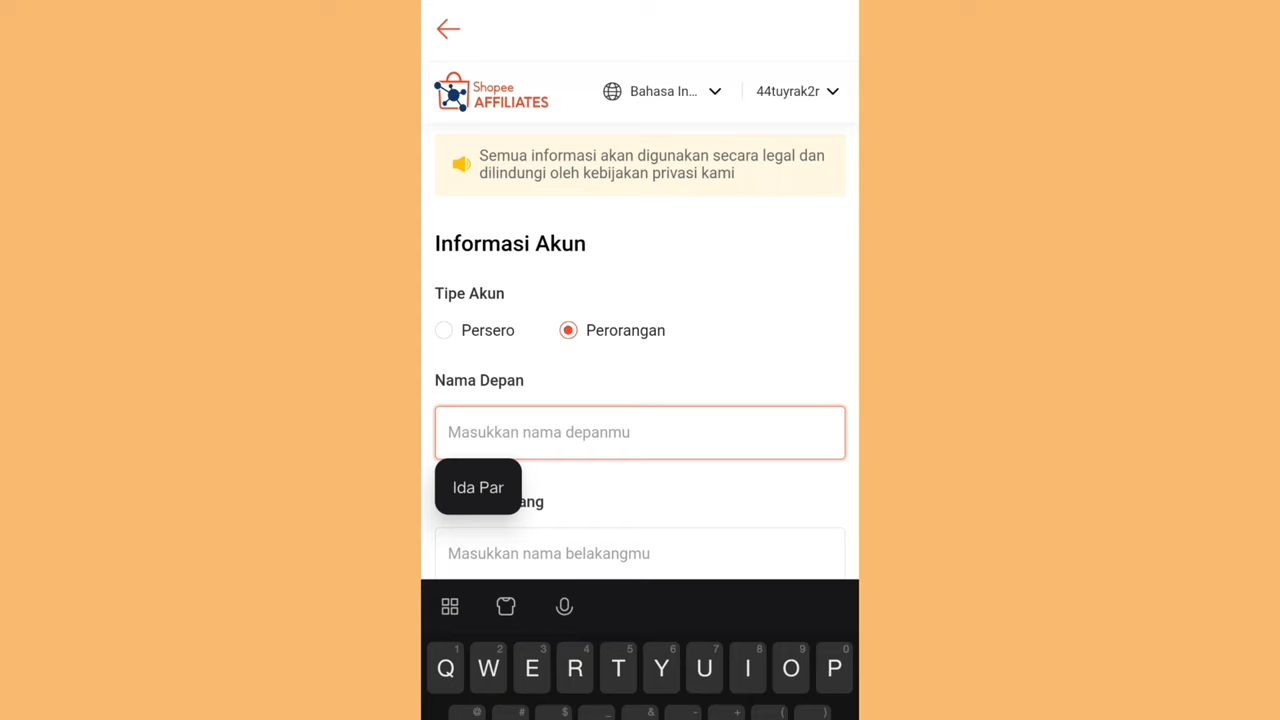 Shopee
AFFILIATES
Bahasa In...
44tuyrak2r
Semua informasi akan digunakan secara legal dan
dilindungi oleh kebijakan privasi kami
Informasi Akun
Tipe Akun
Persero
Perorangan
Nama Depan
Masukkan nama depanmu
Ida Par
ang
Masukkan nama belakangmu
1 2 3 4 5 6 7 8 9 0
Q W E R T Y U I O P
@ # $ _ & - + ( )